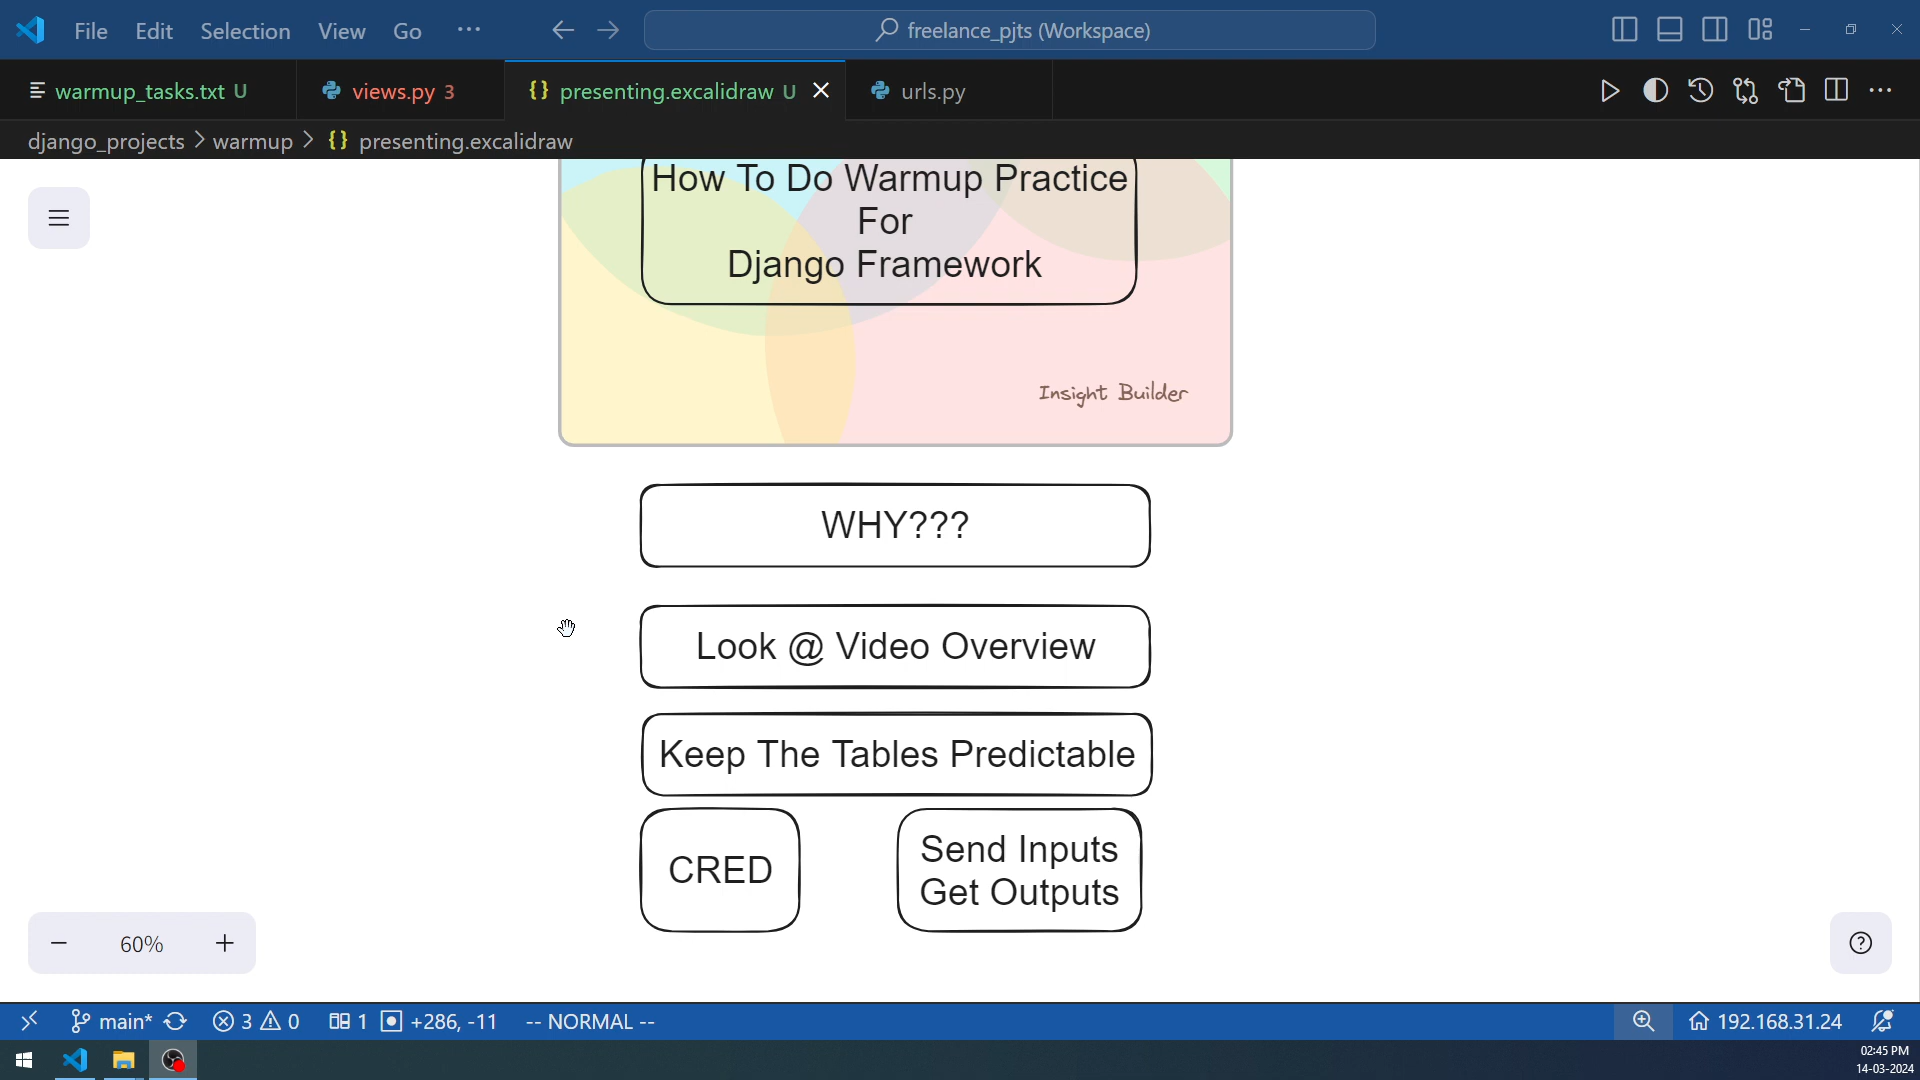 File Edit Selection View Go ···
freelance_pjts (Workspace)
warmup_tasks.txt U
views.py 3
{} presenting.excalidraw U
urls.py
django_projects > warmup > {} presenting.excalidraw
How To Do Warmup Practice
For
Django Framework
Insight Builder
WHY???
Look @ Video Overview
Keep The Tables Predictable
CRED
Send Inputs
Get Outputs
60%
main* 3 0 1 +286, -11 -- NORMAL -- 192.168.31.24
02:45 PM
14-03-2024